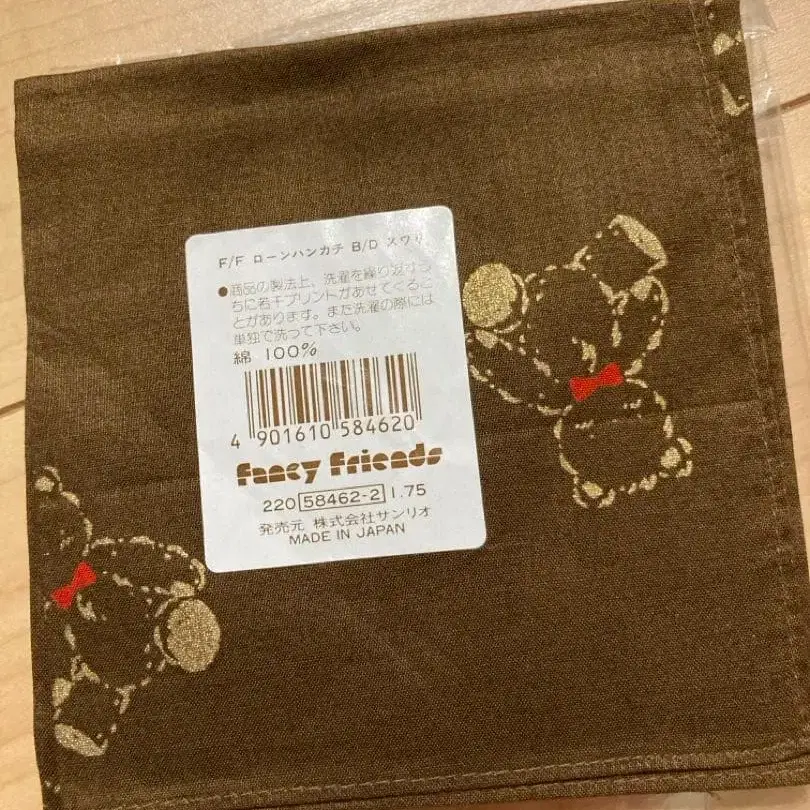 F/F ローンハンカチ B/D スワリ
●商品の製法上、洗濯を繰り返すう
ちに若干プリントがあせてくるこ
とがあります。また洗濯の際には
単独で洗って下さい。
綿 100%
4 901610 584620
Fancy Friends
220 58462-2 1.75
発売元 株式会社サンリオ
MADE IN JAPAN